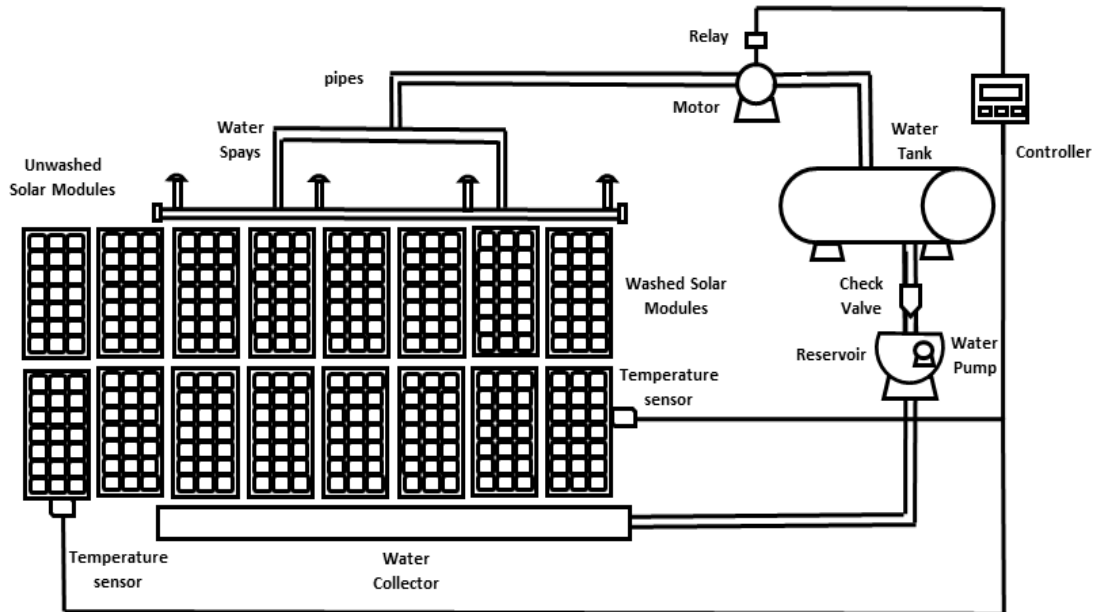 Relay
pipes
Motor
Water
Spays
Water
Tank
Controller
Unwashed
Solar Modules
Washed Solar
Modules
Check
Valve
Reservoir
Water
Pump
Temperature
sensor
Temperature
sensor
Water
Collector